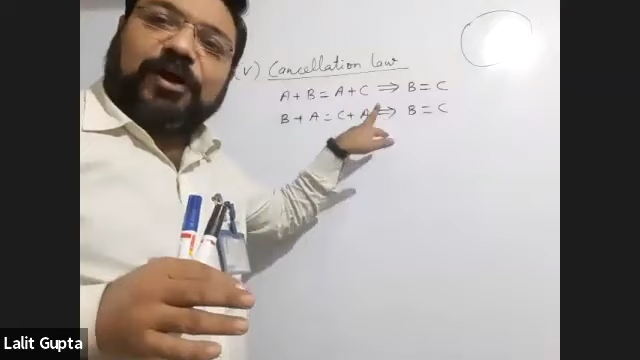 (v) Cancellation law
A + B = A + C ⟹ B = C
B + A = C + A ⟹ B = C
Lalit Gupta